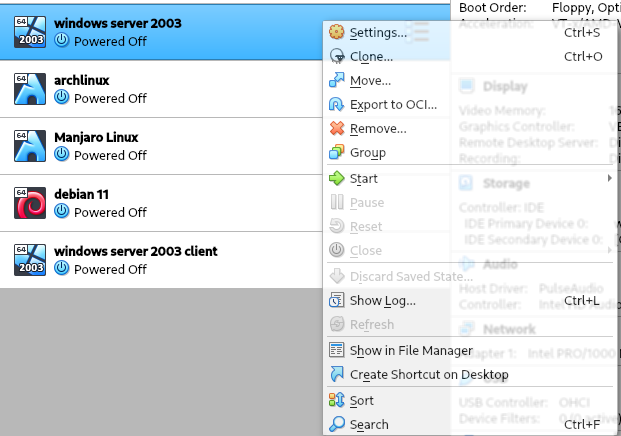 Boot Order: Floppy, Opti
Acceleration: VT-x/AMD-V
64
2003
windows server 2003
Powered Off
64
archlinux
Powered Off
64
Manjaro Linux
Powered Off
64
debian 11
Powered Off
64
2003
windows server 2003 client
Powered Off
Settings... Ctrl+S
Clone... Ctrl+O
Move...
Export to OCI...
Remove...
Group
Start
Pause
Reset
Close
Discard Saved State...
Show Log... Ctrl+L
Refresh
Show in File Manager
Create Shortcut on Desktop
Sort
Search Ctrl+F
Display
Video Memory: 16
Graphics Controller: VB
Remote Desktop Server: Di
Recording: Di
Storage
Controller: IDE
IDE Primary Device 0:
IDE Secondary Device 0:
Audio
Host Driver: PulseAudio
Controller: Intel HD Audio
Network
Adapter 1: Intel PRO/1000
USB
USB Controller: OHCI
Device Filters: 0 (0 active)